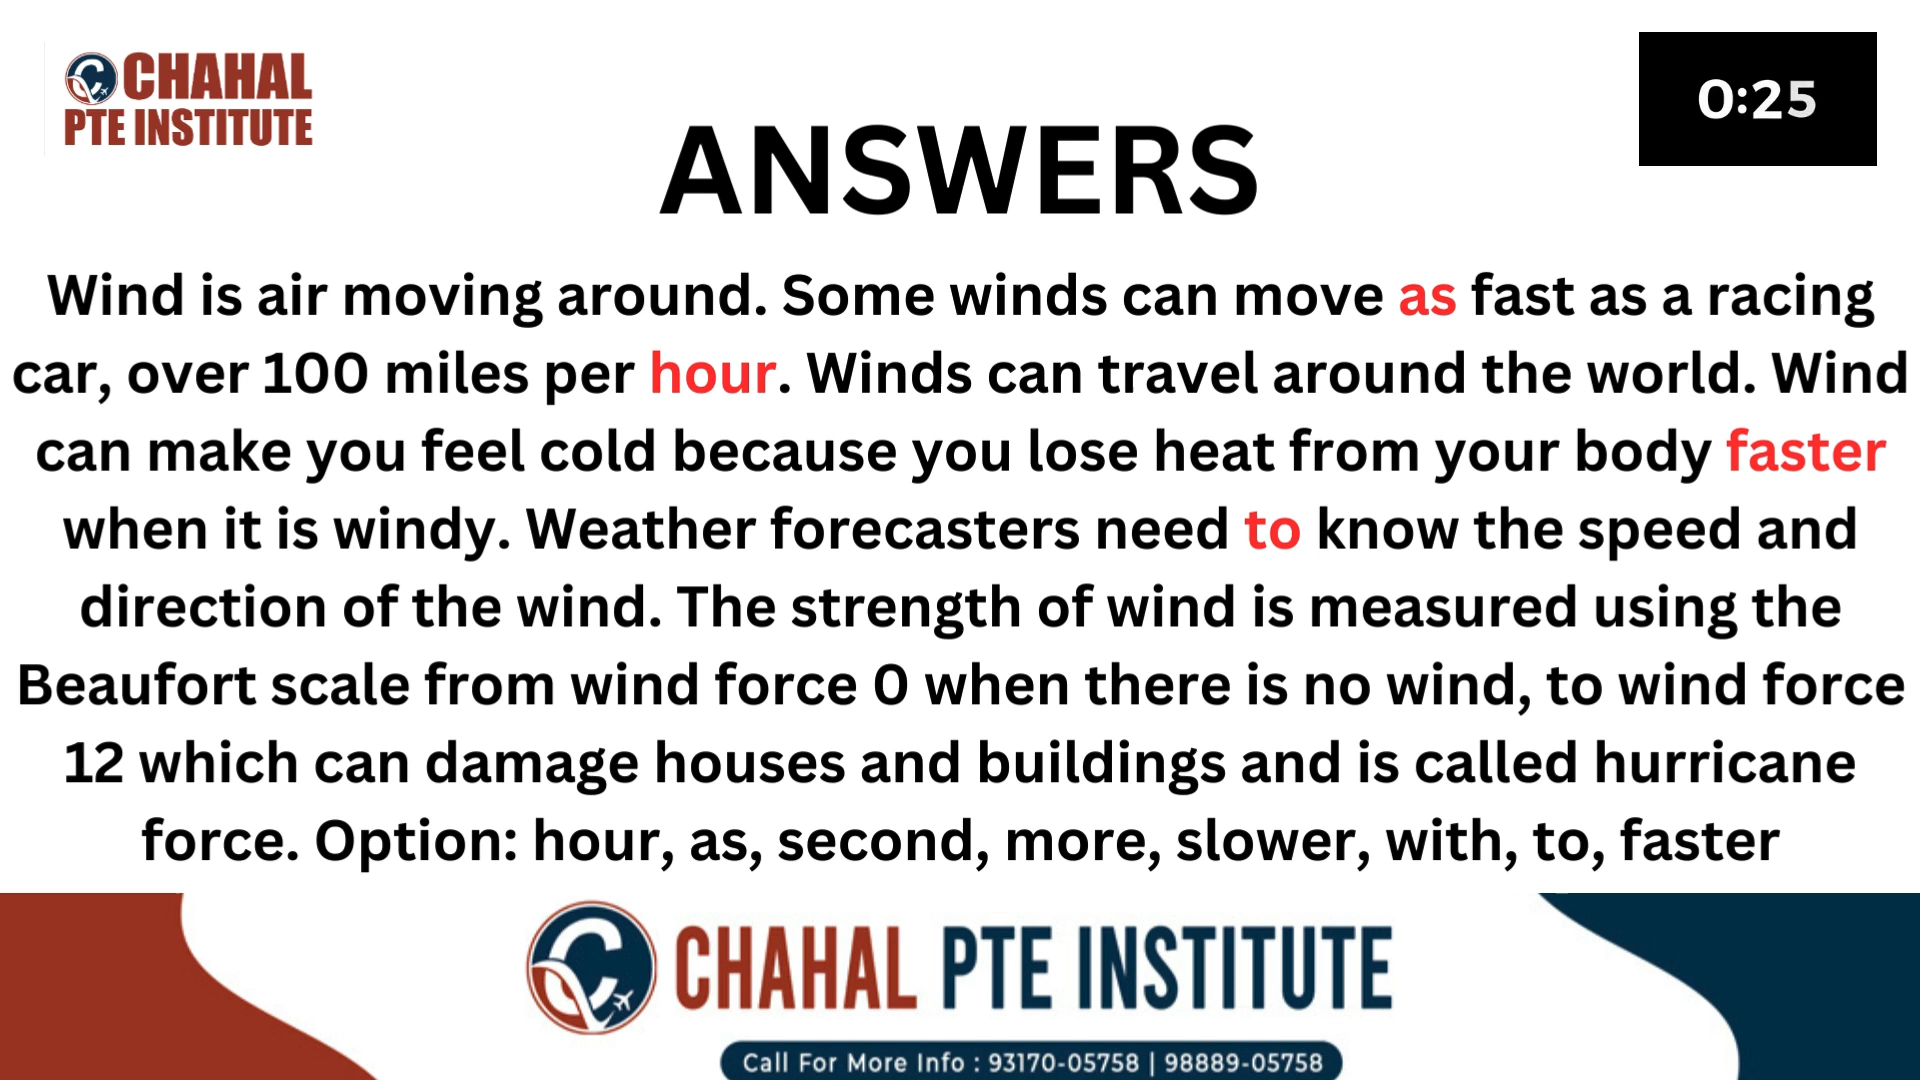 CHAHAL
PTE INSTITUTE
0:25
ANSWERS
Wind is air moving around. Some winds can move as fast as a racing
car, over 100 miles per hour. Winds can travel around the world. Wind
can make you feel cold because you lose heat from your body faster
when it is windy. Weather forecasters need to know the speed and
direction of the wind. The strength of wind is measured using the
Beaufort scale from wind force 0 when there is no wind, to wind force
12 which can damage houses and buildings and is called hurricane
force. Option: hour, as, second, more, slower, with, to, faster
CHAHAL PTE INSTITUTE
Call For More Info : 93170-05758 | 98889-05758